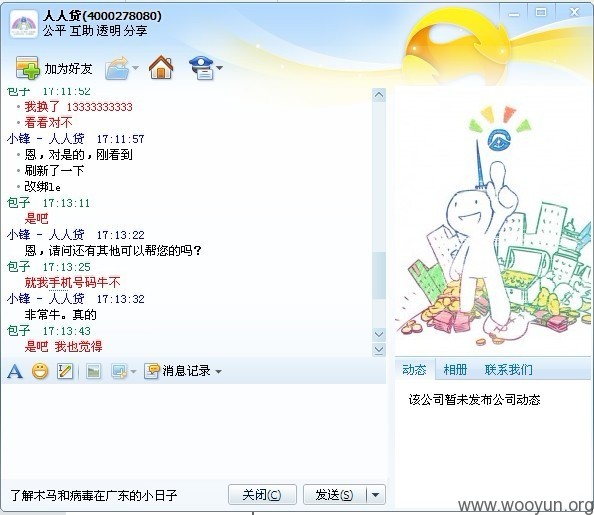 人人贷(4000278080)
公平 互助 透明 分享
加为好友
包子 17:11:52
• 我换了 13333333333
• 看看对不
小锋 - 人人贷 17:11:57
• 恩，对是的，刚看到
• 刷新了一下
• 改绑le
包子 17:13:11
是吧
小锋 - 人人贷 17:13:22
恩，请问还有其他可以帮您的吗？
包子 17:13:25
就我手机号码牛不
小锋 - 人人贷 17:13:32
非常牛。真的
包子 17:13:43
是吧 我也觉得
A 消息记录
动态 相册 联系我们
该公司暂未发布公司动态
了解木马和病毒在广东的小日子
关闭(C) 发送(S)
www.wooyun.org